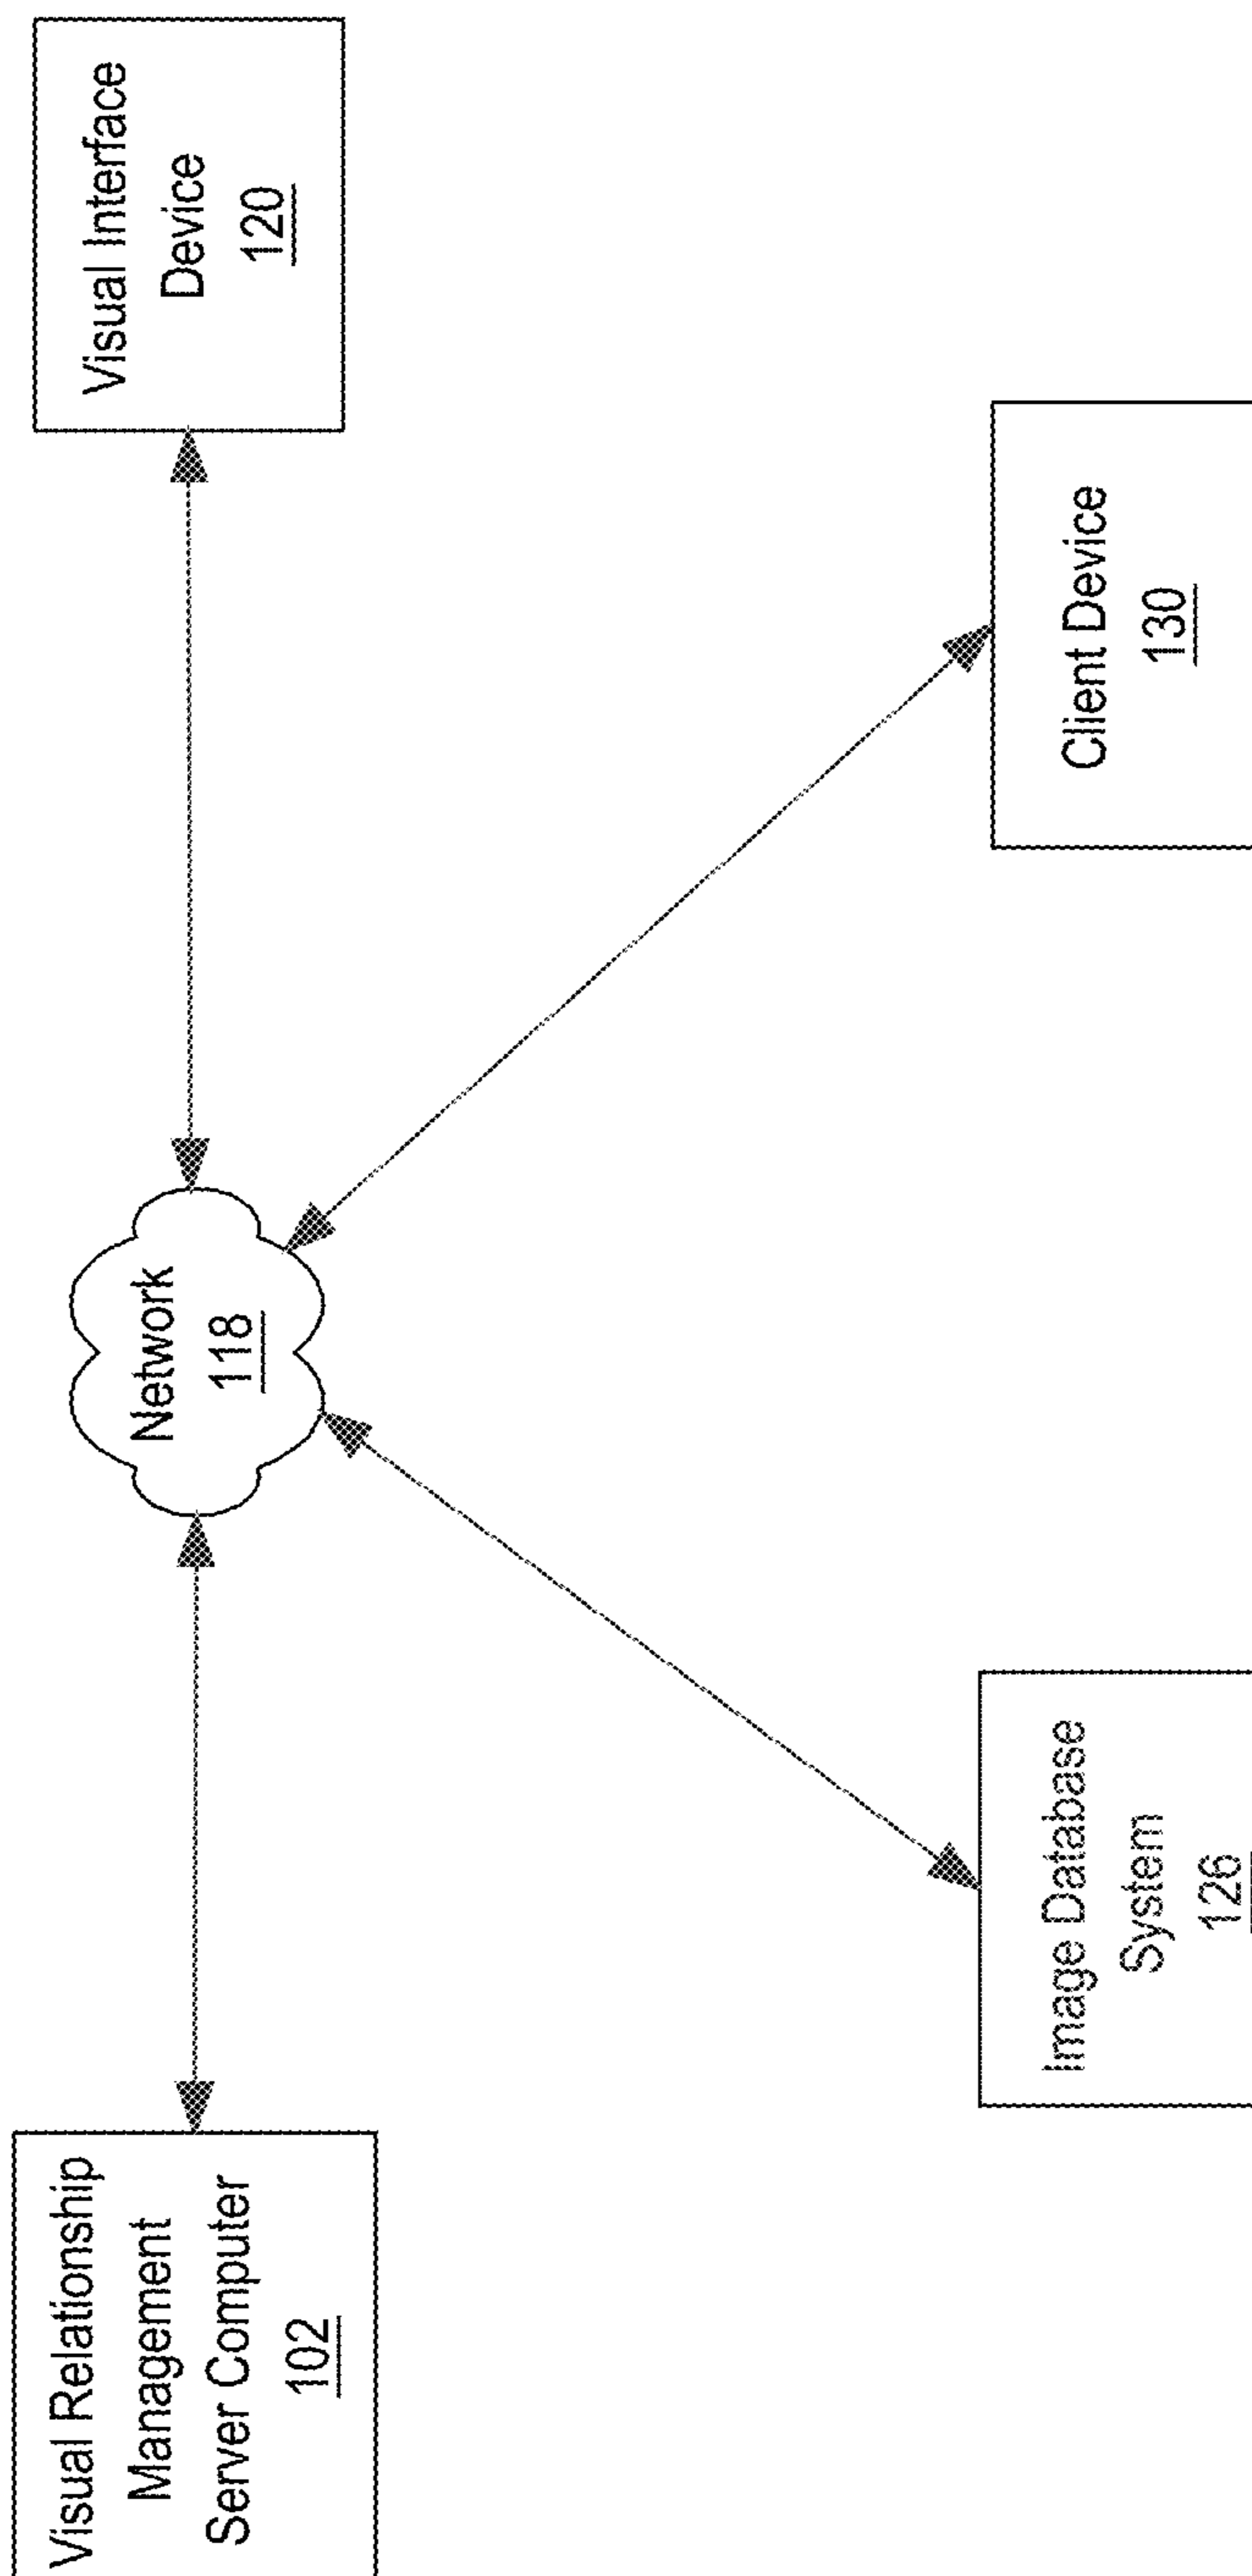 Visual Relationship
Management
Server Computer
102
Network
118
Visual Interface
Device
120
Image Database
System
126
Client Device
130